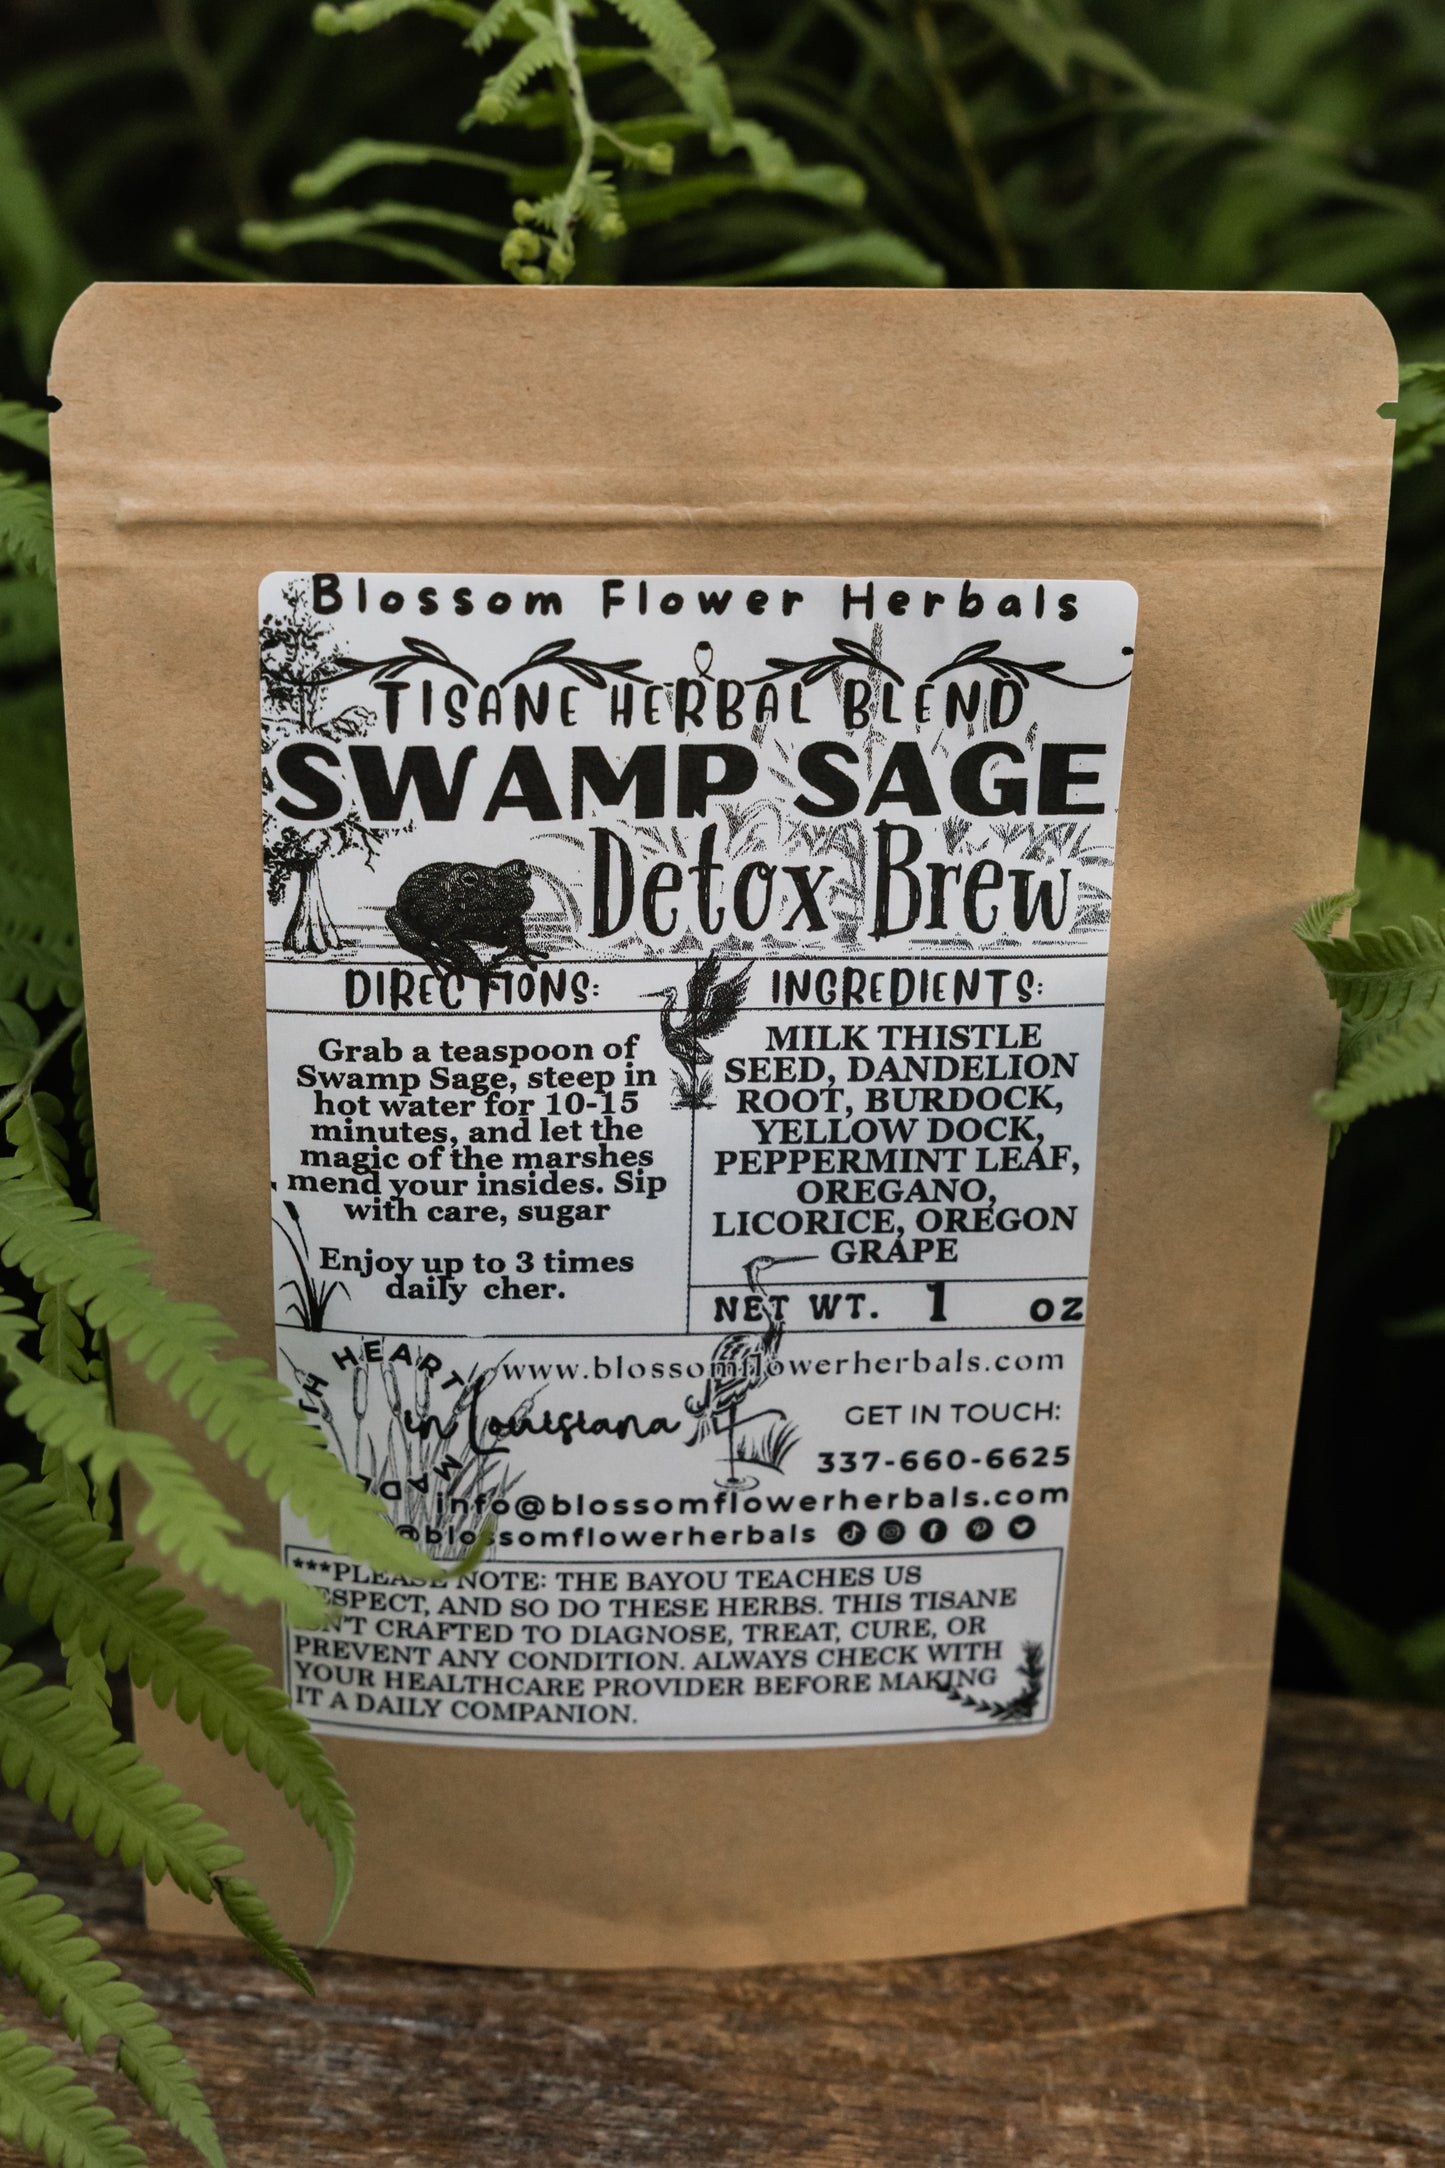 Blossom Flower Herbals
TISANE HERBAL BLEND
SWAMP SAGE
Detox Brew
DIRECTIONS:
Grab a teaspoon of
Swamp Sage, steep in
hot water for 10-15
minutes, and let the
magic of the marshes
mend your insides. Sip
with care, sugar
Enjoy up to 3 times
daily cher.
INGREDIENTS:
MILK THISTLE
SEED, DANDELION
ROOT, BURDOCK,
YELLOW DOCK,
PEPPERMINT LEAF,
OREGANO,
LICORICE, OREGON
GRAPE
NET WT. 1 OZ
HEART
in Louisiana
www.blossomflowerherbals.com
GET IN TOUCH:
337-660-6625
info@blossomflowerherbals.com
@blossomflowerherbals
***PLEASE NOTE: THE BAYOU TEACHES US
RESPECT, AND SO DO THESE HERBS. THIS TISANE
ISN'T CRAFTED TO DIAGNOSE, TREAT, CURE, OR
PREVENT ANY CONDITION. ALWAYS CHECK WITH
YOUR HEALTHCARE PROVIDER BEFORE MAKING
IT A DAILY COMPANION.